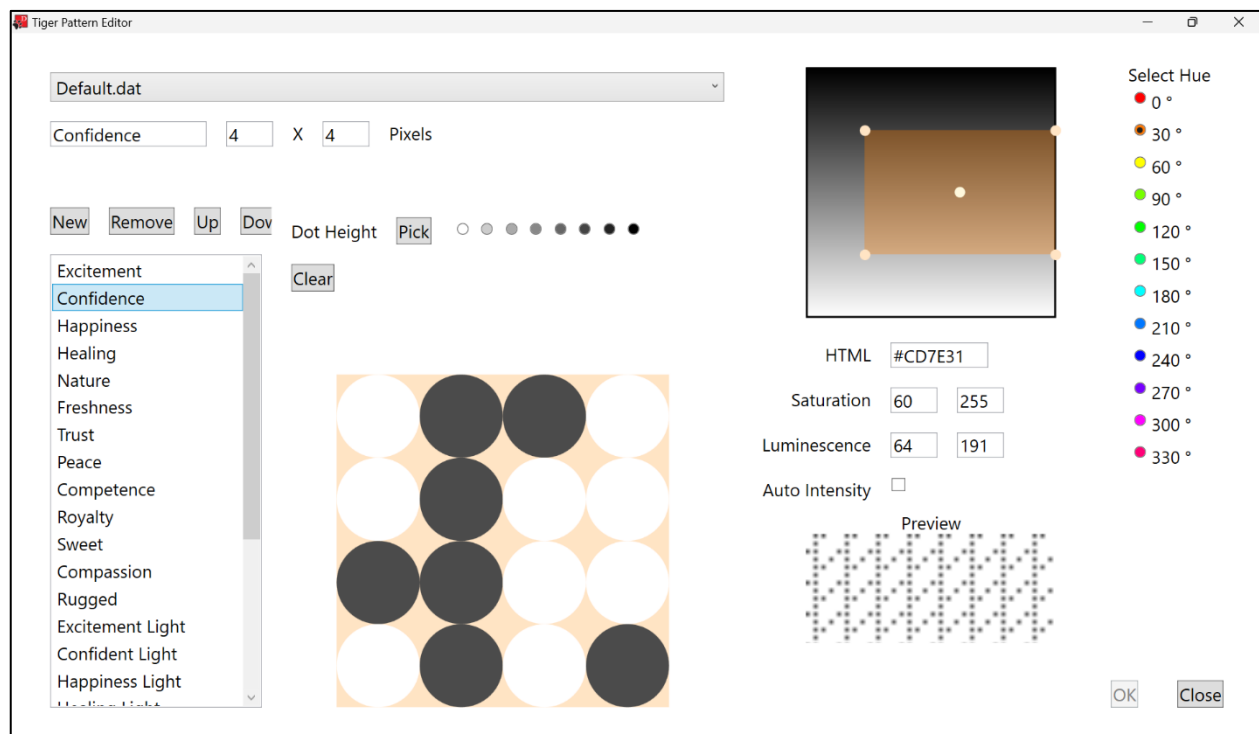 Tiger Pattern Editor
Default.dat
Confidence 4 X 4 Pixels
New Remove Up
Dot Height Pick
Clear
Excitement
Confidence
Happiness
Healing
Nature
Freshness
Trust
Peace
Competence
Royalty
Sweet
Compassion
Rugged
Excitement Light
Confident Light
Happiness Light
Healing Light
HTML #CD7E31
Saturation 60 255
Luminescence 64 191
Auto Intensity
Preview
Select Hue
0 °
30 °
60 °
90 °
120 °
150 °
180 °
210 °
240 °
270 °
300 °
330 °
OK Close